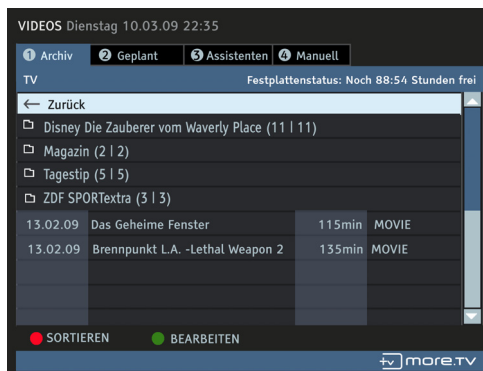 VIDEOS Dienstag 10.03.09 22:35
1 Archiv 2 Geplant 3 Assistenten 4 Manuell
TV Festplattenstatus: Noch 88:54 Stunden frei
← Zurück
Disney Die Zauberer vom Waverly Place (11 | 11)
Magazin (2 | 2)
Tagestip (5 | 5)
ZDF SPORTextra (3 | 3)
13.02.09 Das Geheime Fenster 115min MOVIE
13.02.09 Brennpunkt L.A. -Lethal Weapon 2 135min MOVIE
SORTIEREN BEARBEITEN
tv more.TV